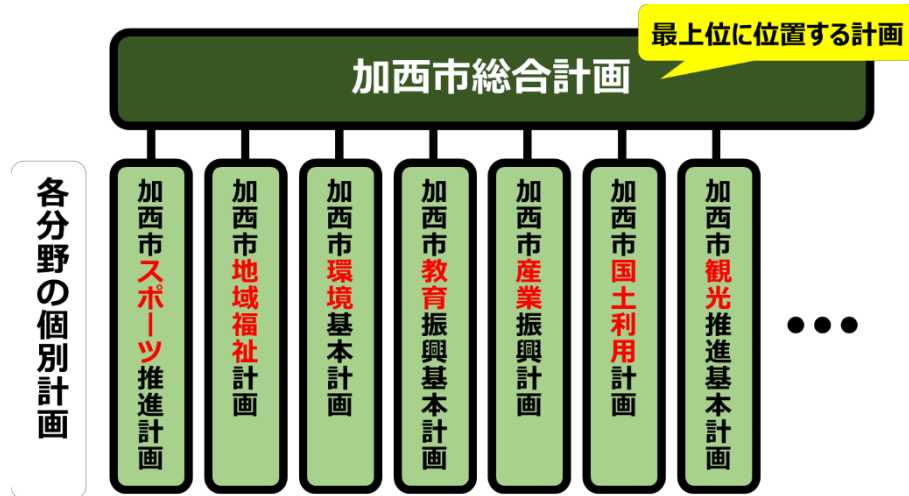 最上位に位置する計画
加西市総合計画
各分野の個別計画
加西市スポーツ推進計画
加西市地域福祉計画
加西市環境基本計画
加西市教育振興基本計画
加西市産業振興計画
加西市国土利用計画
加西市観光推進基本計画
●●●